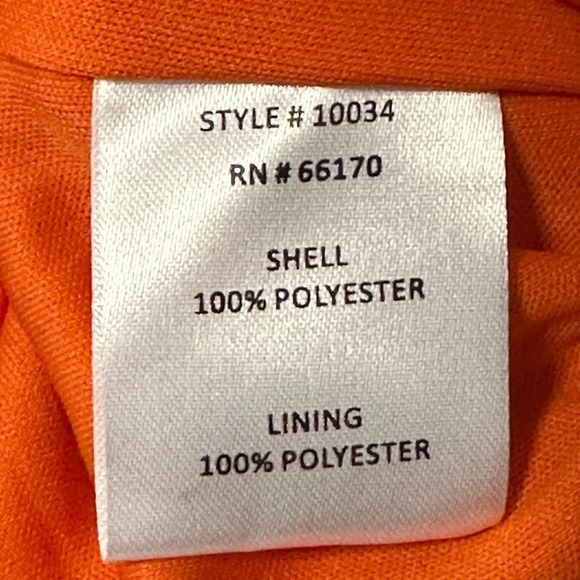 STYLE # 10034
RN # 66170
SHELL
100% POLYESTER
LINING
100% POLYESTER